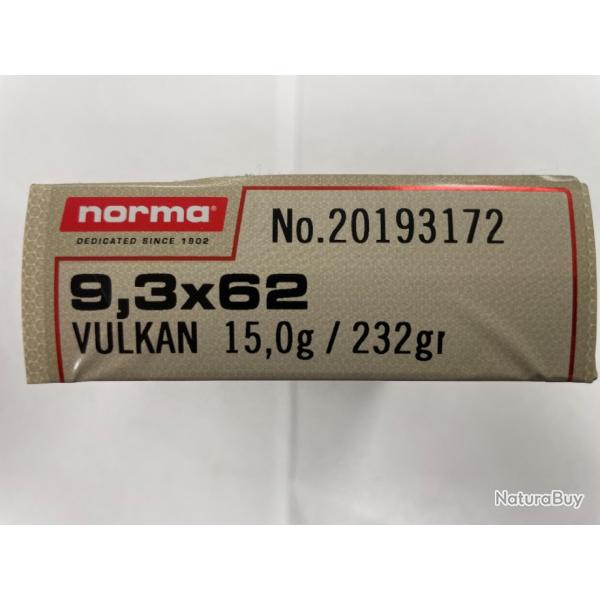 norma
DEDICATED SINCE 1902
No.20193172
9,3x62
VULKAN 15,0g / 232gr
NaturaBuy